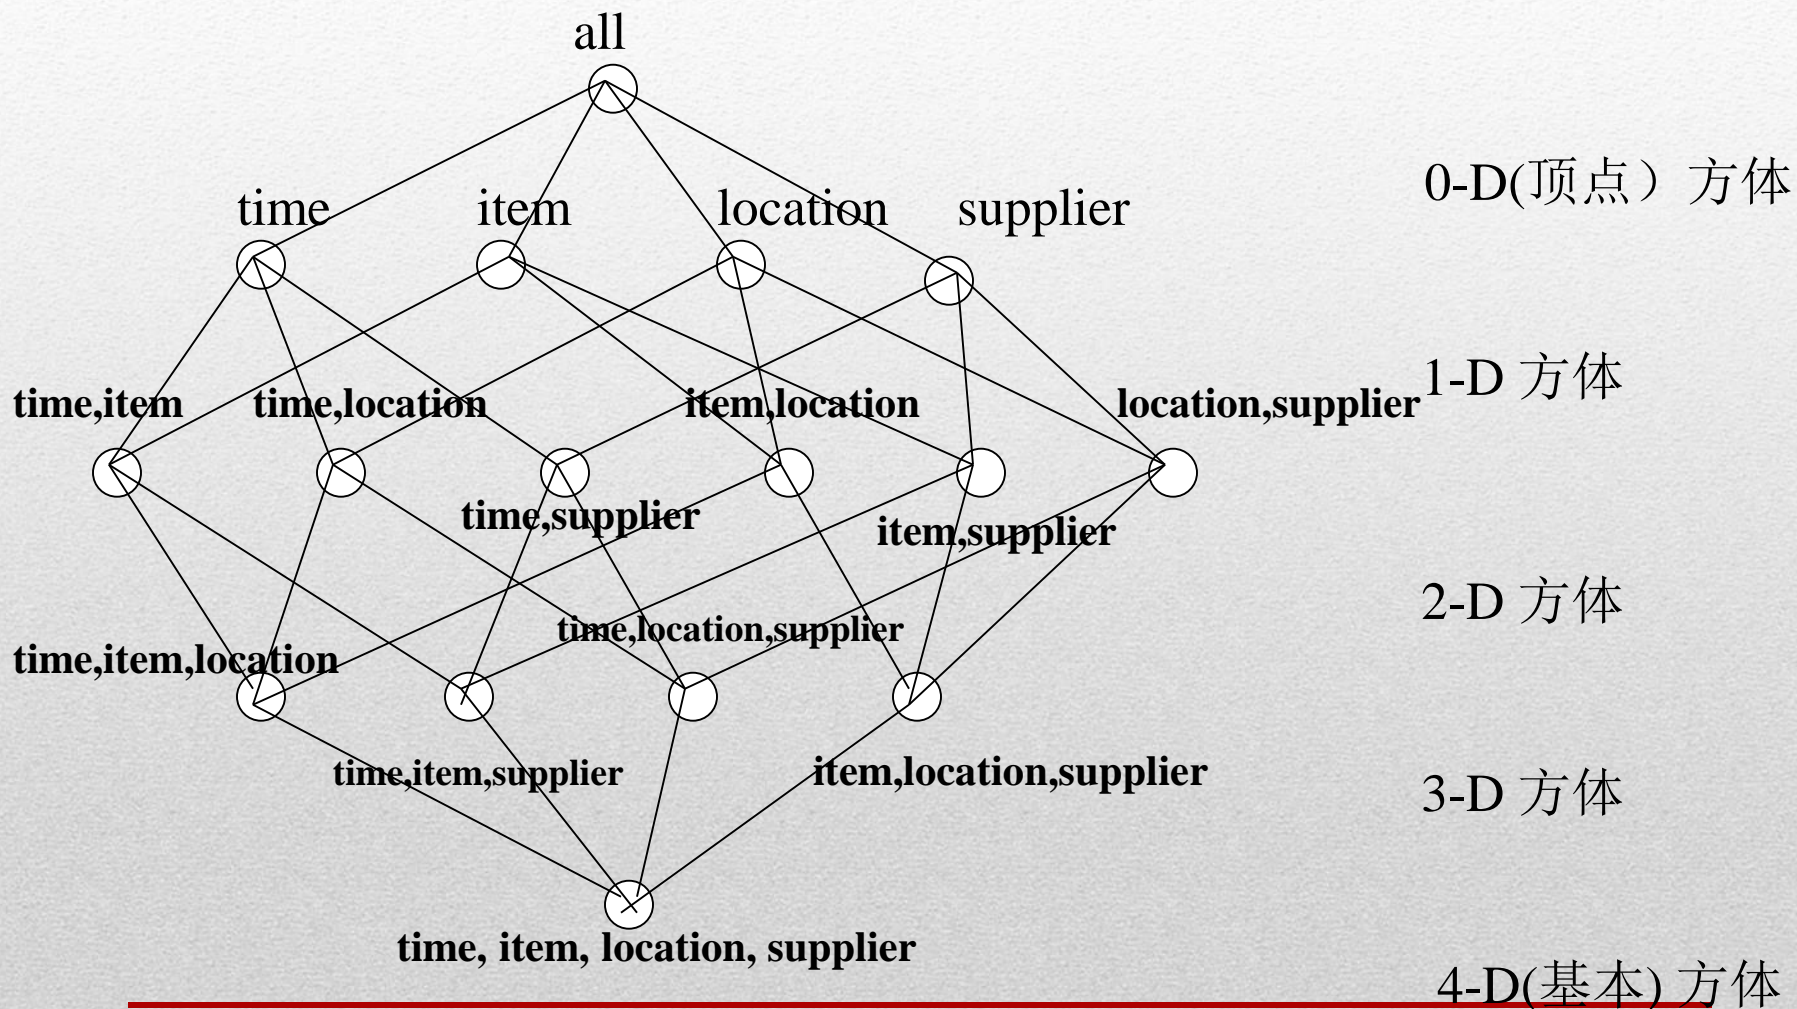 all
0-D(顶点）方体
time item location supplier
1-D 方体
time,item time,location item,location location,supplier
time,supplier item,supplier
2-D 方体
time,location,supplier
time,item,location
time,item,supplier item,location,supplier
3-D 方体
time, item, location, supplier
4-D(基本) 方体